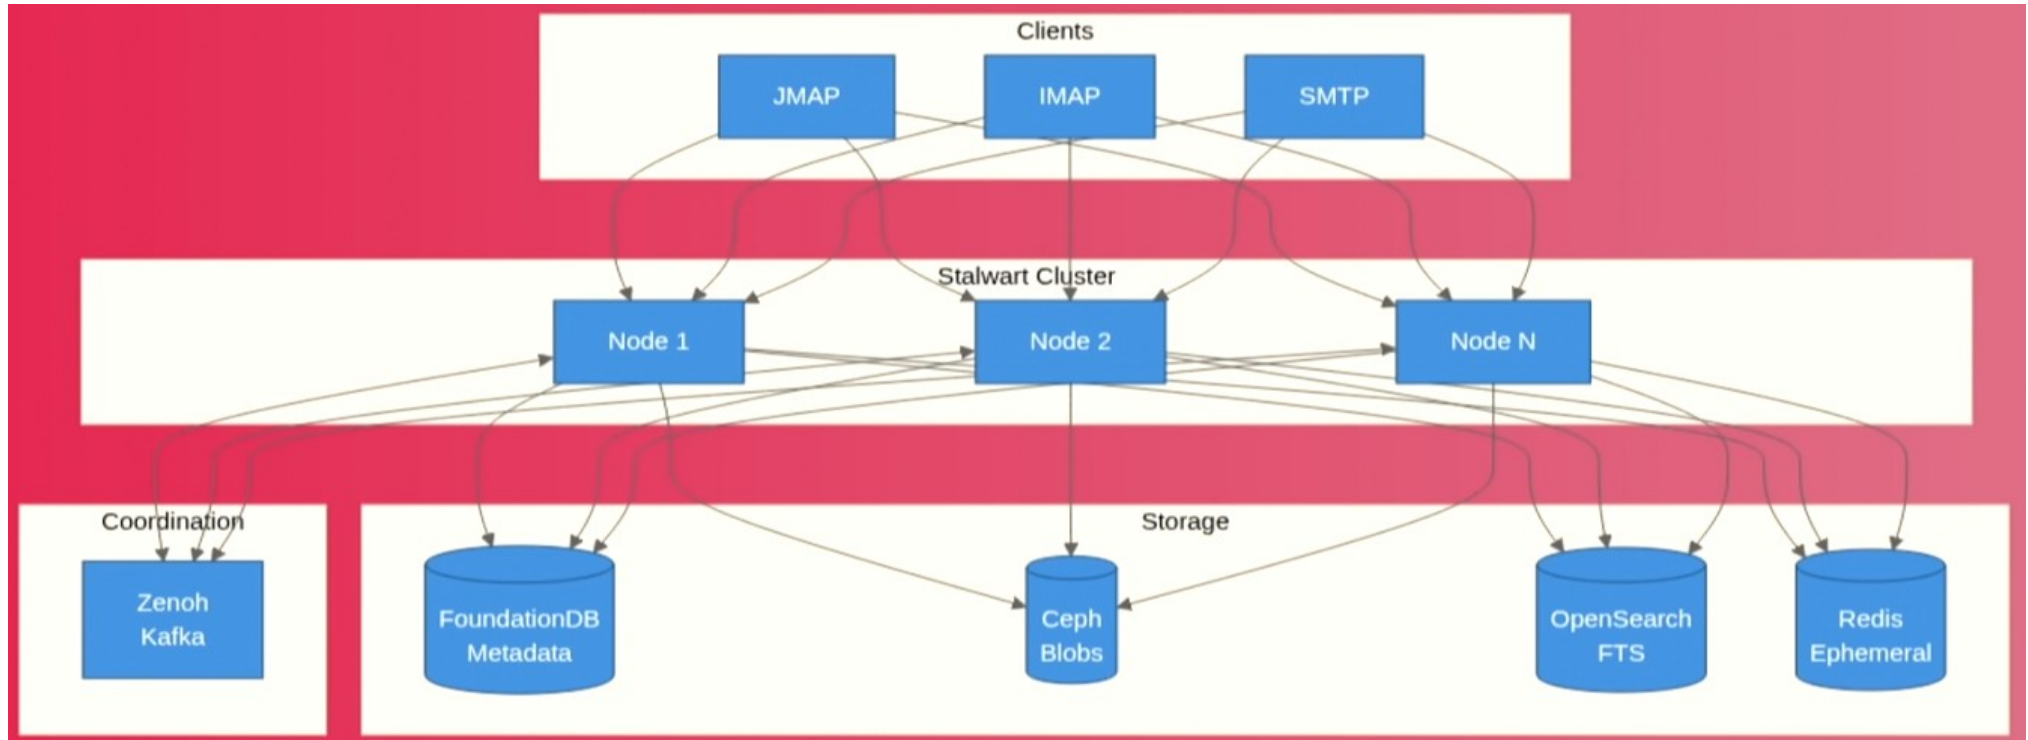 Clients
JMAP
IMAP
SMTP
Stalwart Cluster
Node 1
Node 2
Node N
Coordination
Zenoh
Kafka
Storage
FoundationDB
Metadata
Ceph
Blobs
OpenSearch
FTS
Redis
Ephemeral